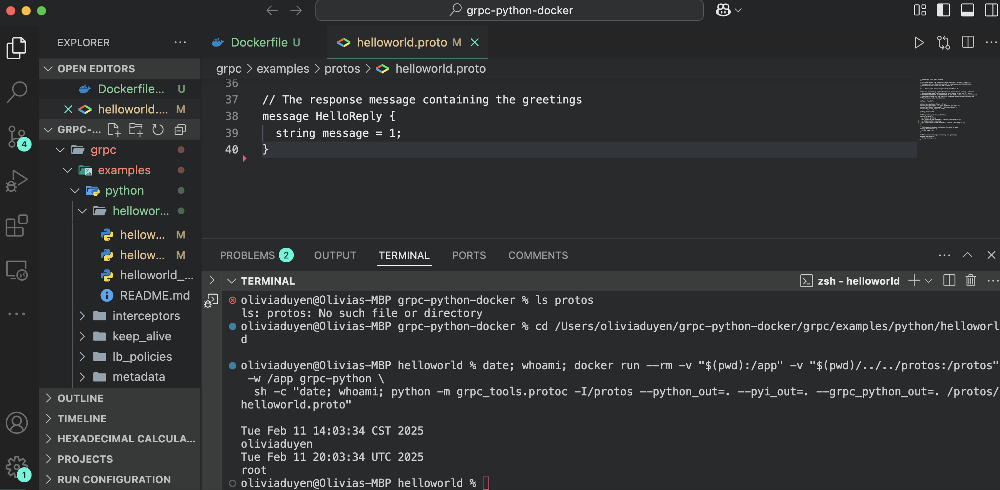 grpc-python-docker
EXPLORER
Dockerfile U
helloworld.proto M
OPEN EDITORS
grpc > examples > protos > helloworld.proto
Dockerfile... U
helloworld.... M
GRPC-...
grpc
examples
python
hellowor...
hellow... M
hellow... M
helloworld_...
README.md
interceptors
keep_alive
lb_policies
metadata
OUTLINE
TIMELINE
HEXADECIMAL CALCULA...
PROJECTS
RUN CONFIGURATION
4
1
36
37 // The response message containing the greetings
38 message HelloReply {
39 string message = 1;
40 }
PROBLEMS 2 OUTPUT TERMINAL PORTS COMMENTS
TERMINAL
zsh - helloworld
oliviaduyen@Olivias-MBP grpc-python-docker % ls protos
ls: protos: No such file or directory
oliviaduyen@Olivias-MBP grpc-python-docker % cd /Users/oliviaduyen/grpc-python-docker/grpc/examples/python/helloworl
d
oliviaduyen@Olivias-MBP helloworld % date; whoami; docker run --rm -v "$(pwd):/app" -v "$(pwd)/../../protos:/protos"
-w /app grpc-python \
sh -c "date; whoami; python -m grpc_tools.protoc -I/protos --python_out=. --pyi_out=. --grpc_python_out=. /protos/
helloworld.proto"
Tue Feb 11 14:03:34 CST 2025
oliviaduyen
Tue Feb 11 20:03:34 UTC 2025
root
oliviaduyen@Olivias-MBP helloworld %